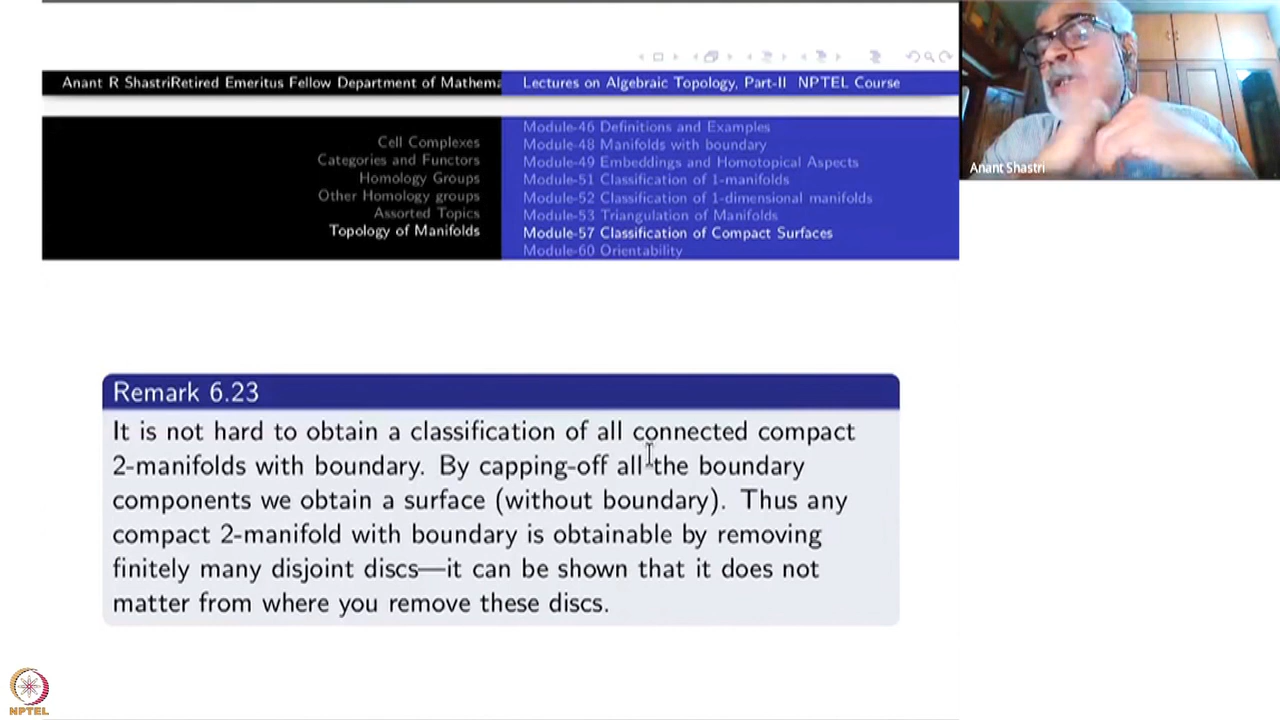 Anant R ShastriRetired Emeritus Fellow Department of Mathema
Lectures on Algebraic Topology, Part-II NPTEL Course
Cell Complexes
Categories and Functors
Homology Groups
Other Homology groups
Assorted Topics
Topology of Manifolds
Module-46 Definitions and Examples
Module-48 Manifolds with boundary
Module-49 Embeddings and Homotopical Aspects
Module-51 Classification of 1-manifolds
Module-52 Classification of 1-dimensional manifolds
Module-53 Triangulation of Manifolds
Module-57 Classification of Compact Surfaces
Module-60 Orientability
Anant Shastri
Remark 6.23
It is not hard to obtain a classification of all connected compact
2-manifolds with boundary. By capping-off all the boundary
components we obtain a surface (without boundary). Thus any
compact 2-manifold with boundary is obtainable by removing
finitely many disjoint discs—it can be shown that it does not
matter from where you remove these discs.
NPTEL